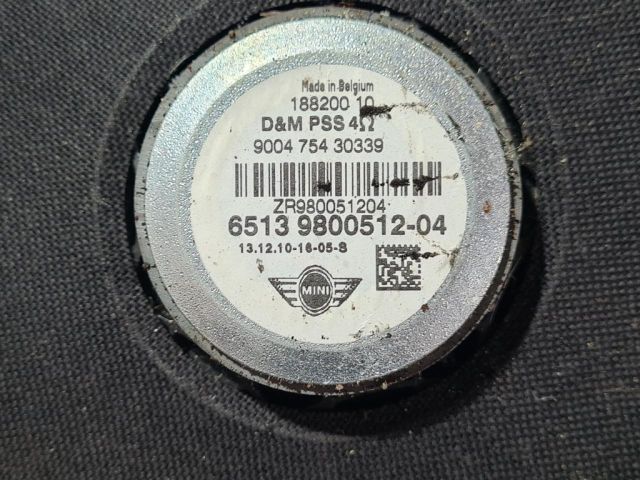 Made in Belgium
188200 10
D&M PSS 4Ω
9004 754 30339
ZR980051204
6513 9800512-04
13.12.10-16-05-S
MINI